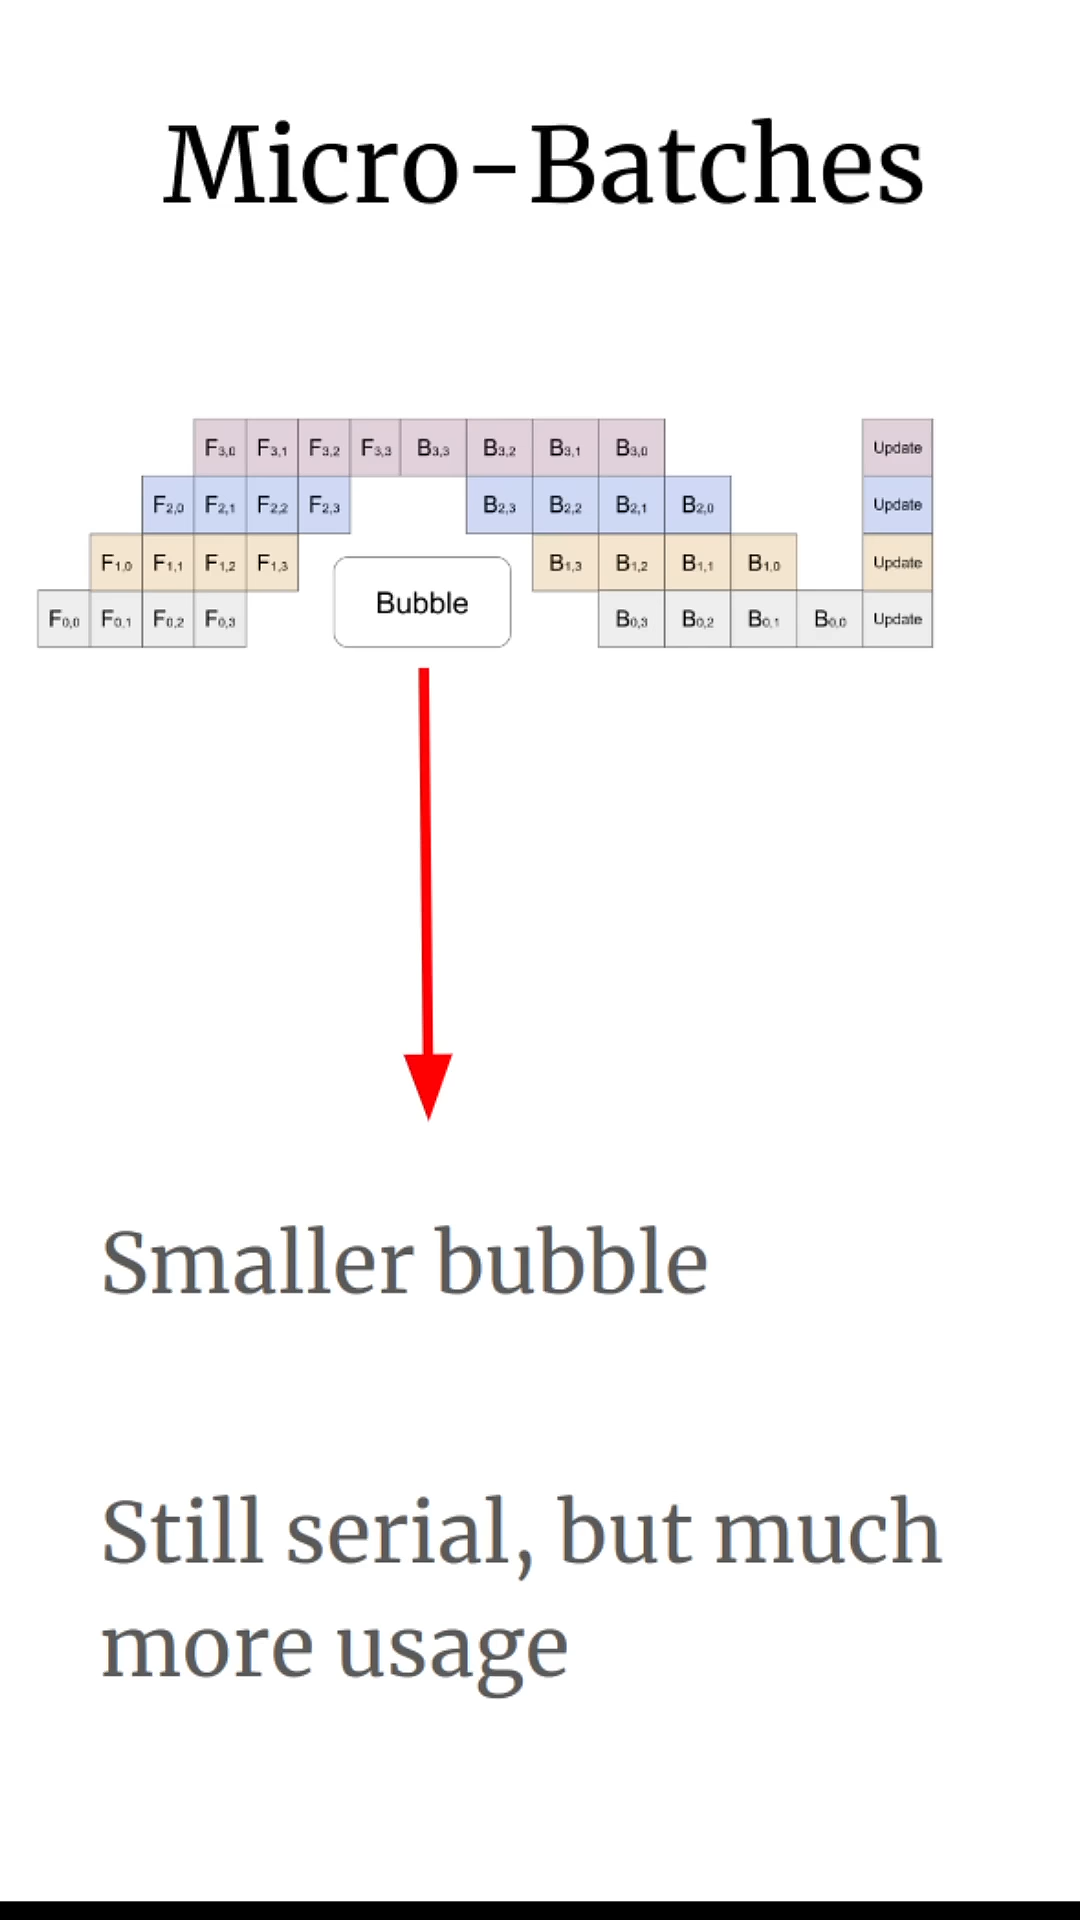 Micro-Batches
F3,0 F3,1 F3,2 F3,3 B3,3 B3,2 B3,1 B3,0 Update
F2,0 F2,1 F2,2 F2,3 B2,3 B2,2 B2,1 B2,0 Update
F1,0 F1,1 F1,2 F1,3 B1,3 B1,2 B1,1 B1,0 Update
Bubble
F0,0 F0,1 F0,2 F0,3 B0,3 B0,2 B0,1 B0,0 Update
Smaller bubble
Still serial, but much
more usage